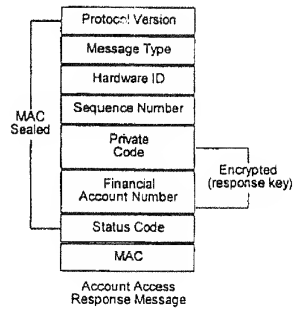 Protocol Version
Message Type
Hardware ID
Sequence Number
MAC
Sealed
Private
Code
Encrypted
(response key)
Financial
Account Number
Status Code
MAC
Account Access
Response Message